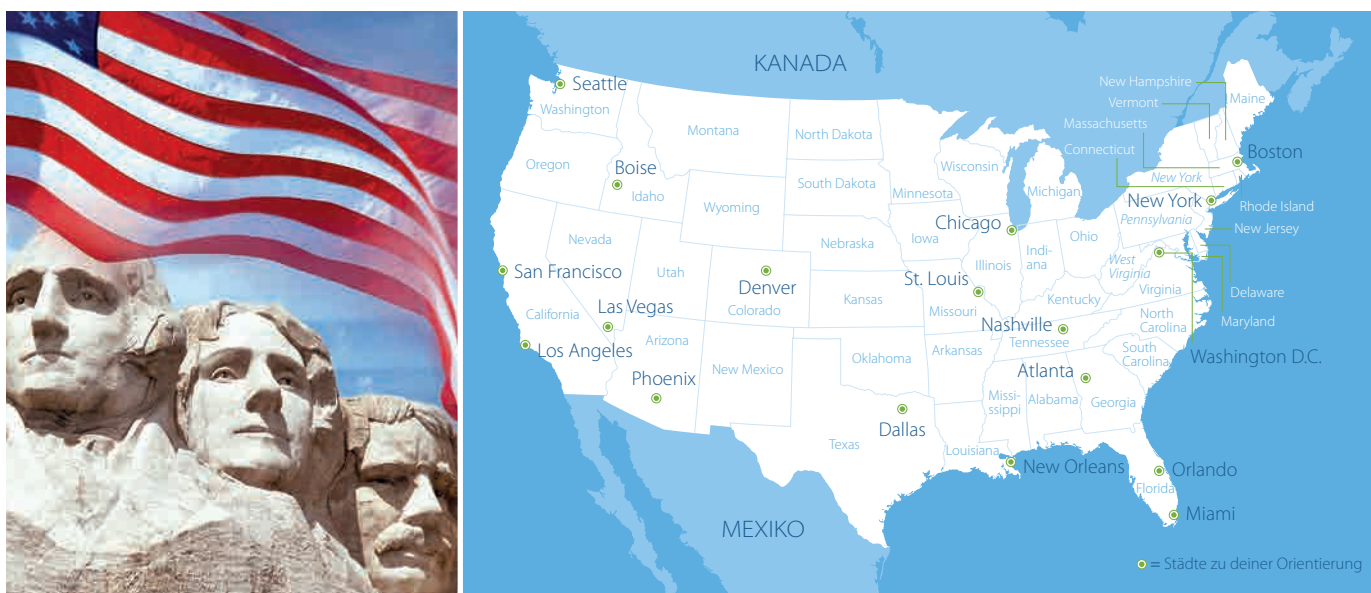 KANADA
Seattle
Washington
Montana
North Dakota
Oregon
Boise
Idaho
Wyoming
South Dakota
Minnesota
Wisconsin
Michigan
New Hampshire
Vermont
Massachusetts
Connecticut
Maine
Boston
New York
New York
Pennsylvania
Rhode Island
New Jersey
Nevada
Utah
Nebraska
Iowa
Chicago
Illinois
Indi-
ana
Ohio
West
Virginia
Virginia
Delaware
Maryland
Washington D.C.
San Francisco
California
Las Vegas
Los Angeles
Denver
Colorado
Kansas
St. Louis
Missouri
Kentucky
Nashville
Tennessee
North
Carolina
South
Carolina
Arizona
Phoenix
New Mexico
Oklahoma
Arkansas
Atlanta
Missi-
ssippi
Alabama
Georgia
Dallas
Texas
Louisiana
New Orleans
Orlando
Florida
Miami
MEXIKO
= Städte zu deiner Orientierung